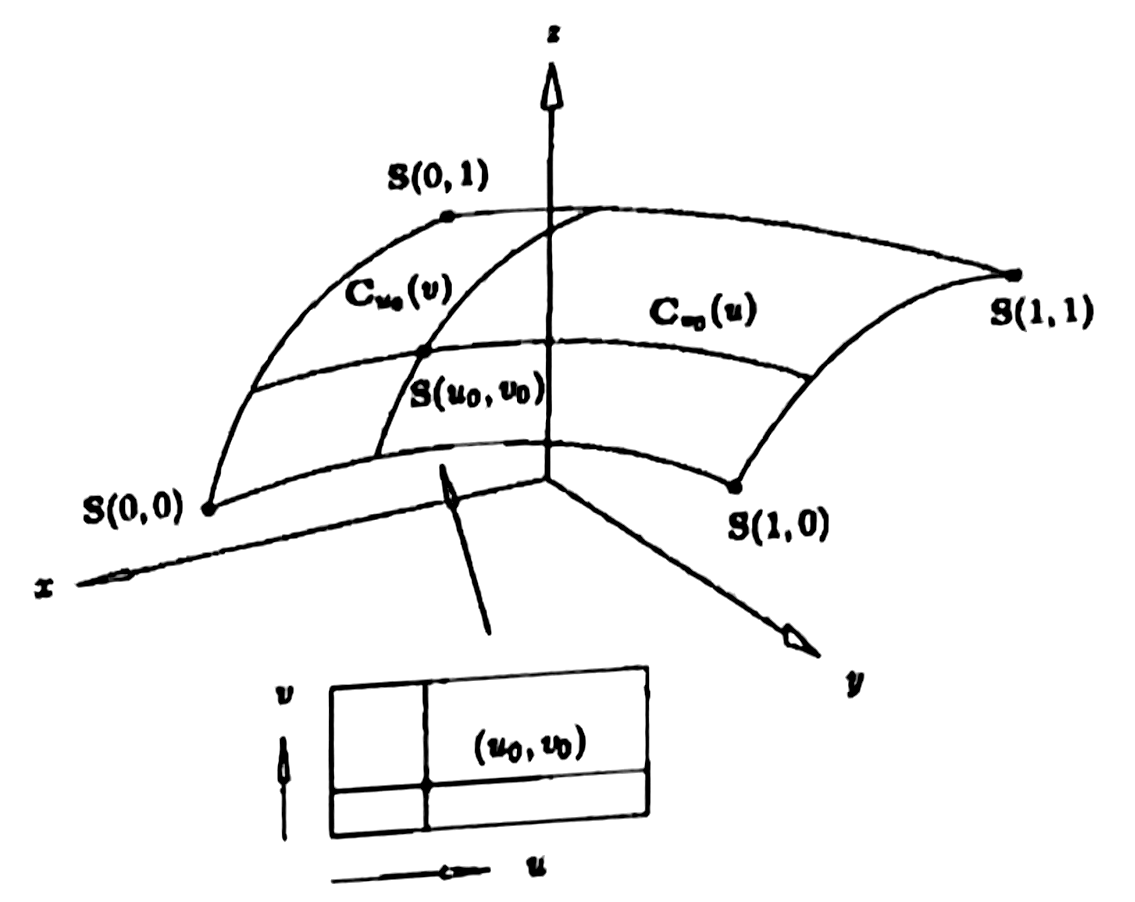 z
S(0,1)
C_{u_0}(v)
C_{v_0}(u)
S(1,1)
S(u_0,v_0)
S(0,0)
S(1,0)
x
y
v
(u_0,v_0)
u